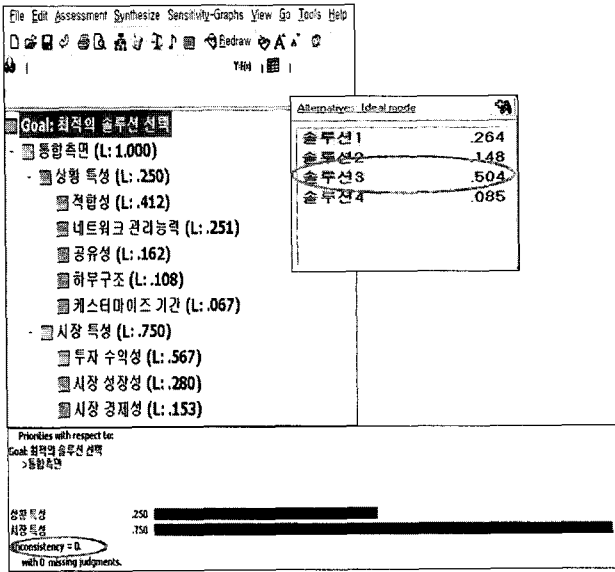 File Edit Assessment Synthesize Sensitivity-Graphs View Go Tools Help
Redraw
Goal: 최적의 솔루션 선택
통합측면 (L: 1.000)
상황 특성 (L: .250)
적합성 (L: .412)
네트워크 관리능력 (L: .251)
공유성 (L: .162)
하부구조 (L: .108)
케스터마이즈 기간 (L: .067)
시장 특성 (L: .750)
투자 수익성 (L: .567)
시장 성장성 (L: .280)
시장 경제성 (L: .153)
Alternatives: Ideal mode
솔루션1 .264
솔루션2 .148
솔루션3 .504
솔루션4 .085
Priorities with respect to:
Goal: 최적의 솔루션 선택
>통합측면
상황 특성 .250
시장 특성 .750
Inconsistency = 0.
with 0 missing judgments.